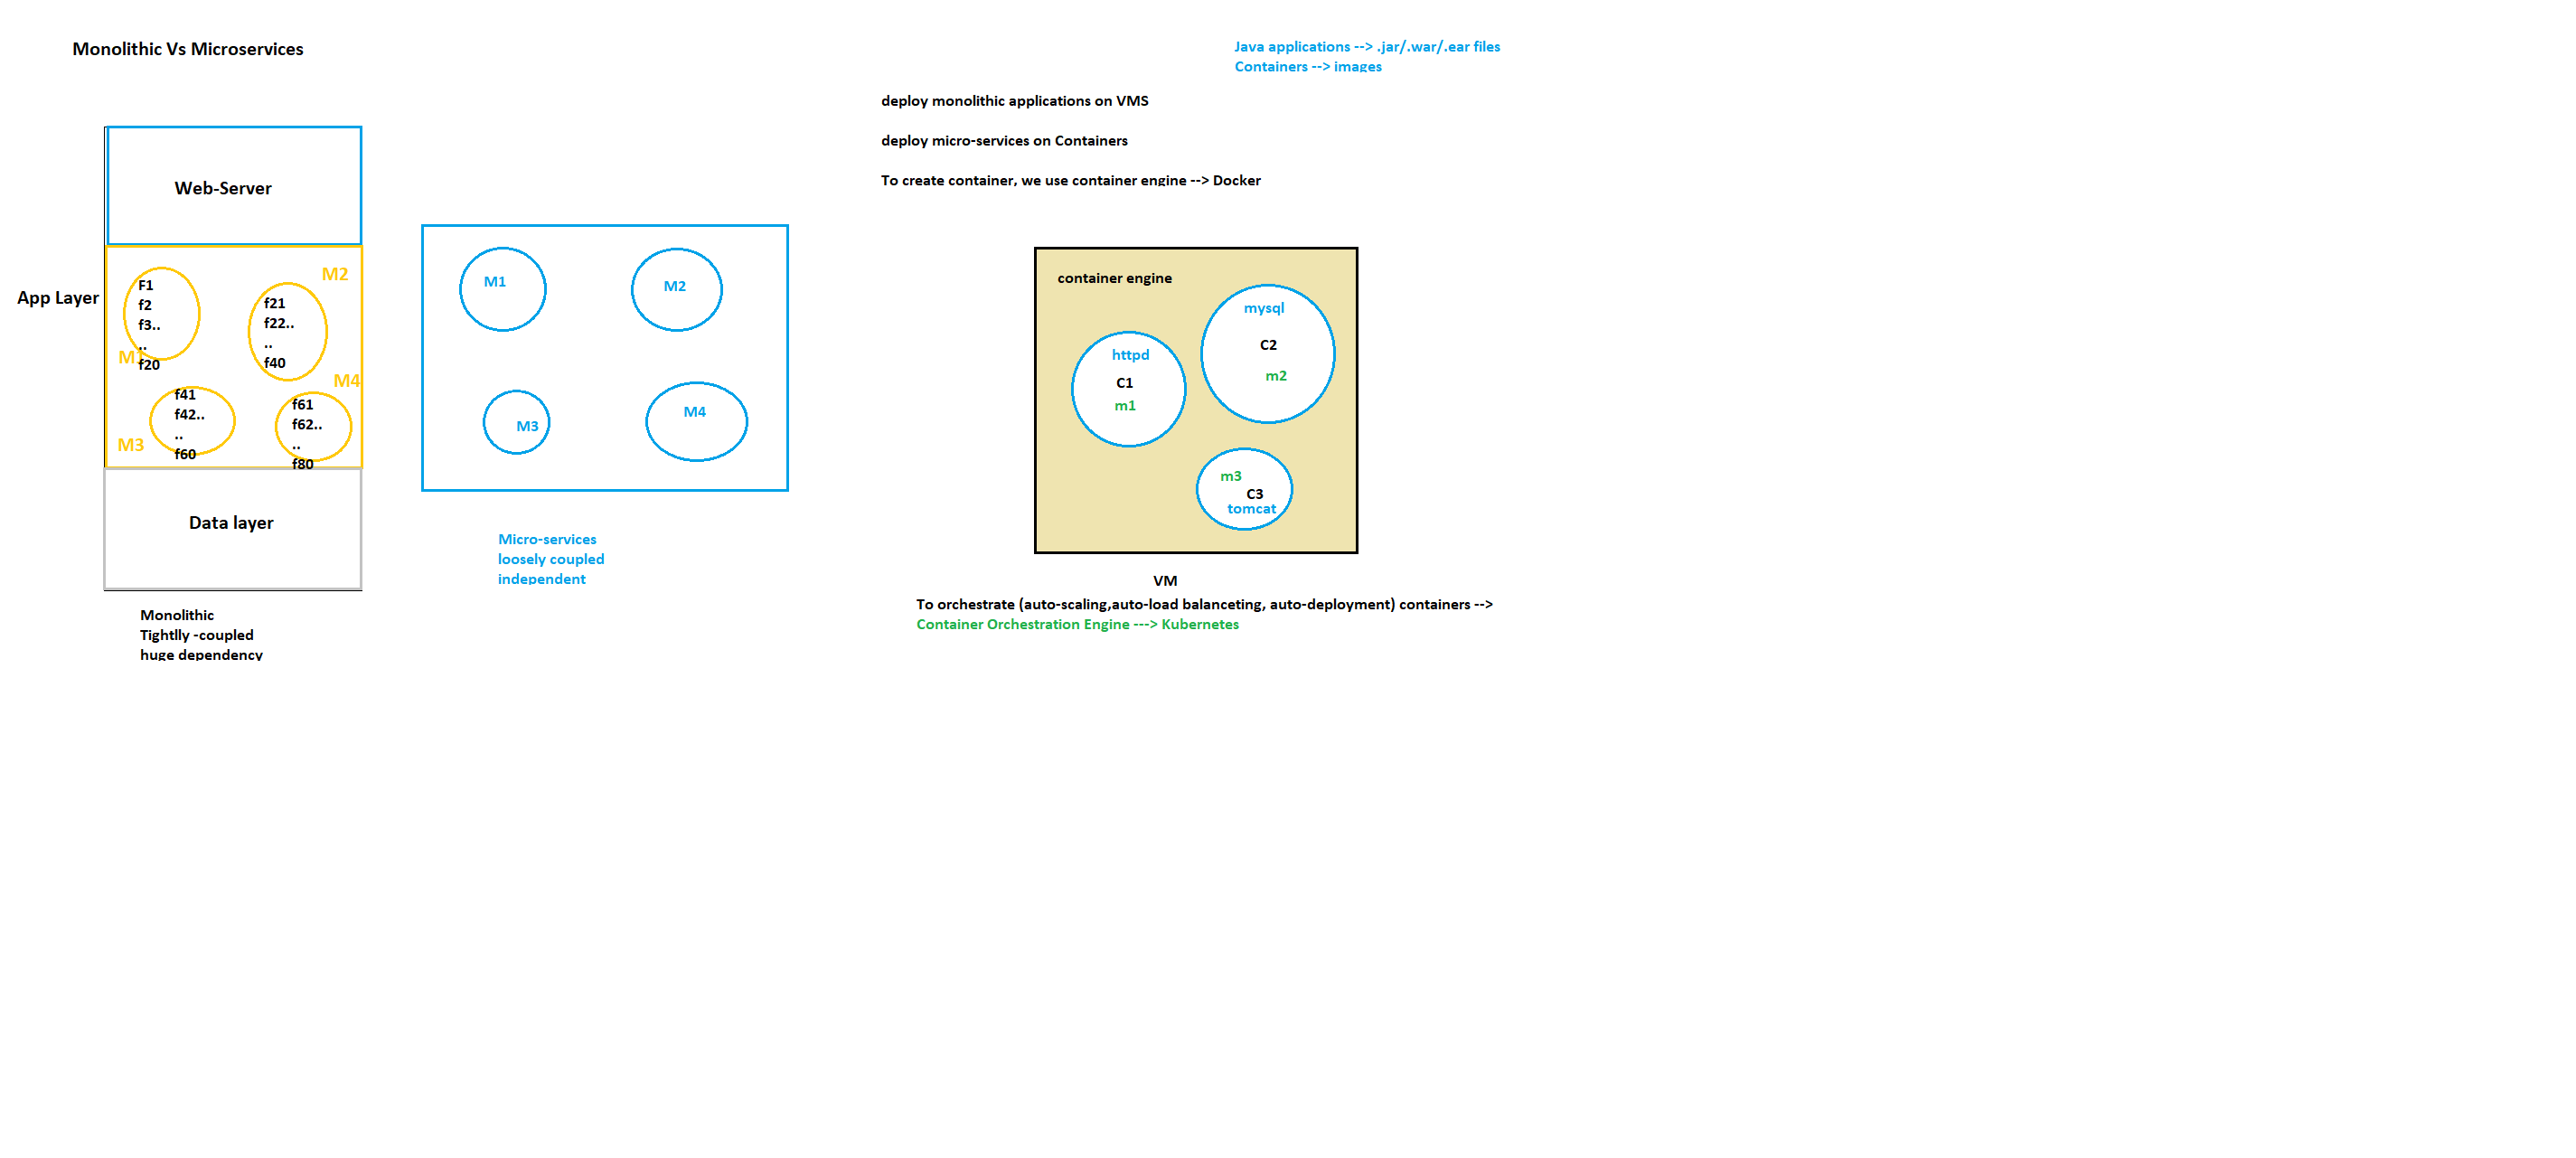 Monolithic Vs Microservices
Web-Server
App Layer
M1
F1
f2
f3..
..
f20
M2
f21
f22..
..
f40
M3
f41
f42..
..
f60
M4
f61
f62..
..
f80
Data layer
Monolithic
Tightlly -coupled
huge dependency
M1
M2
M3
M4
Micro-services
loosely coupled
independent
Java applications --> .jar/.war/.ear files
Containers --> images
deploy monolithic applications on VMS
deploy micro-services on Containers
To create container, we use container engine --> Docker
container engine
httpd
C1
m1
mysql
C2
m2
m3
C3
tomcat
VM
To orchestrate (auto-scaling,auto-load balanceting, auto-deployment) containers -->
Container Orchestration Engine ---> Kubernetes